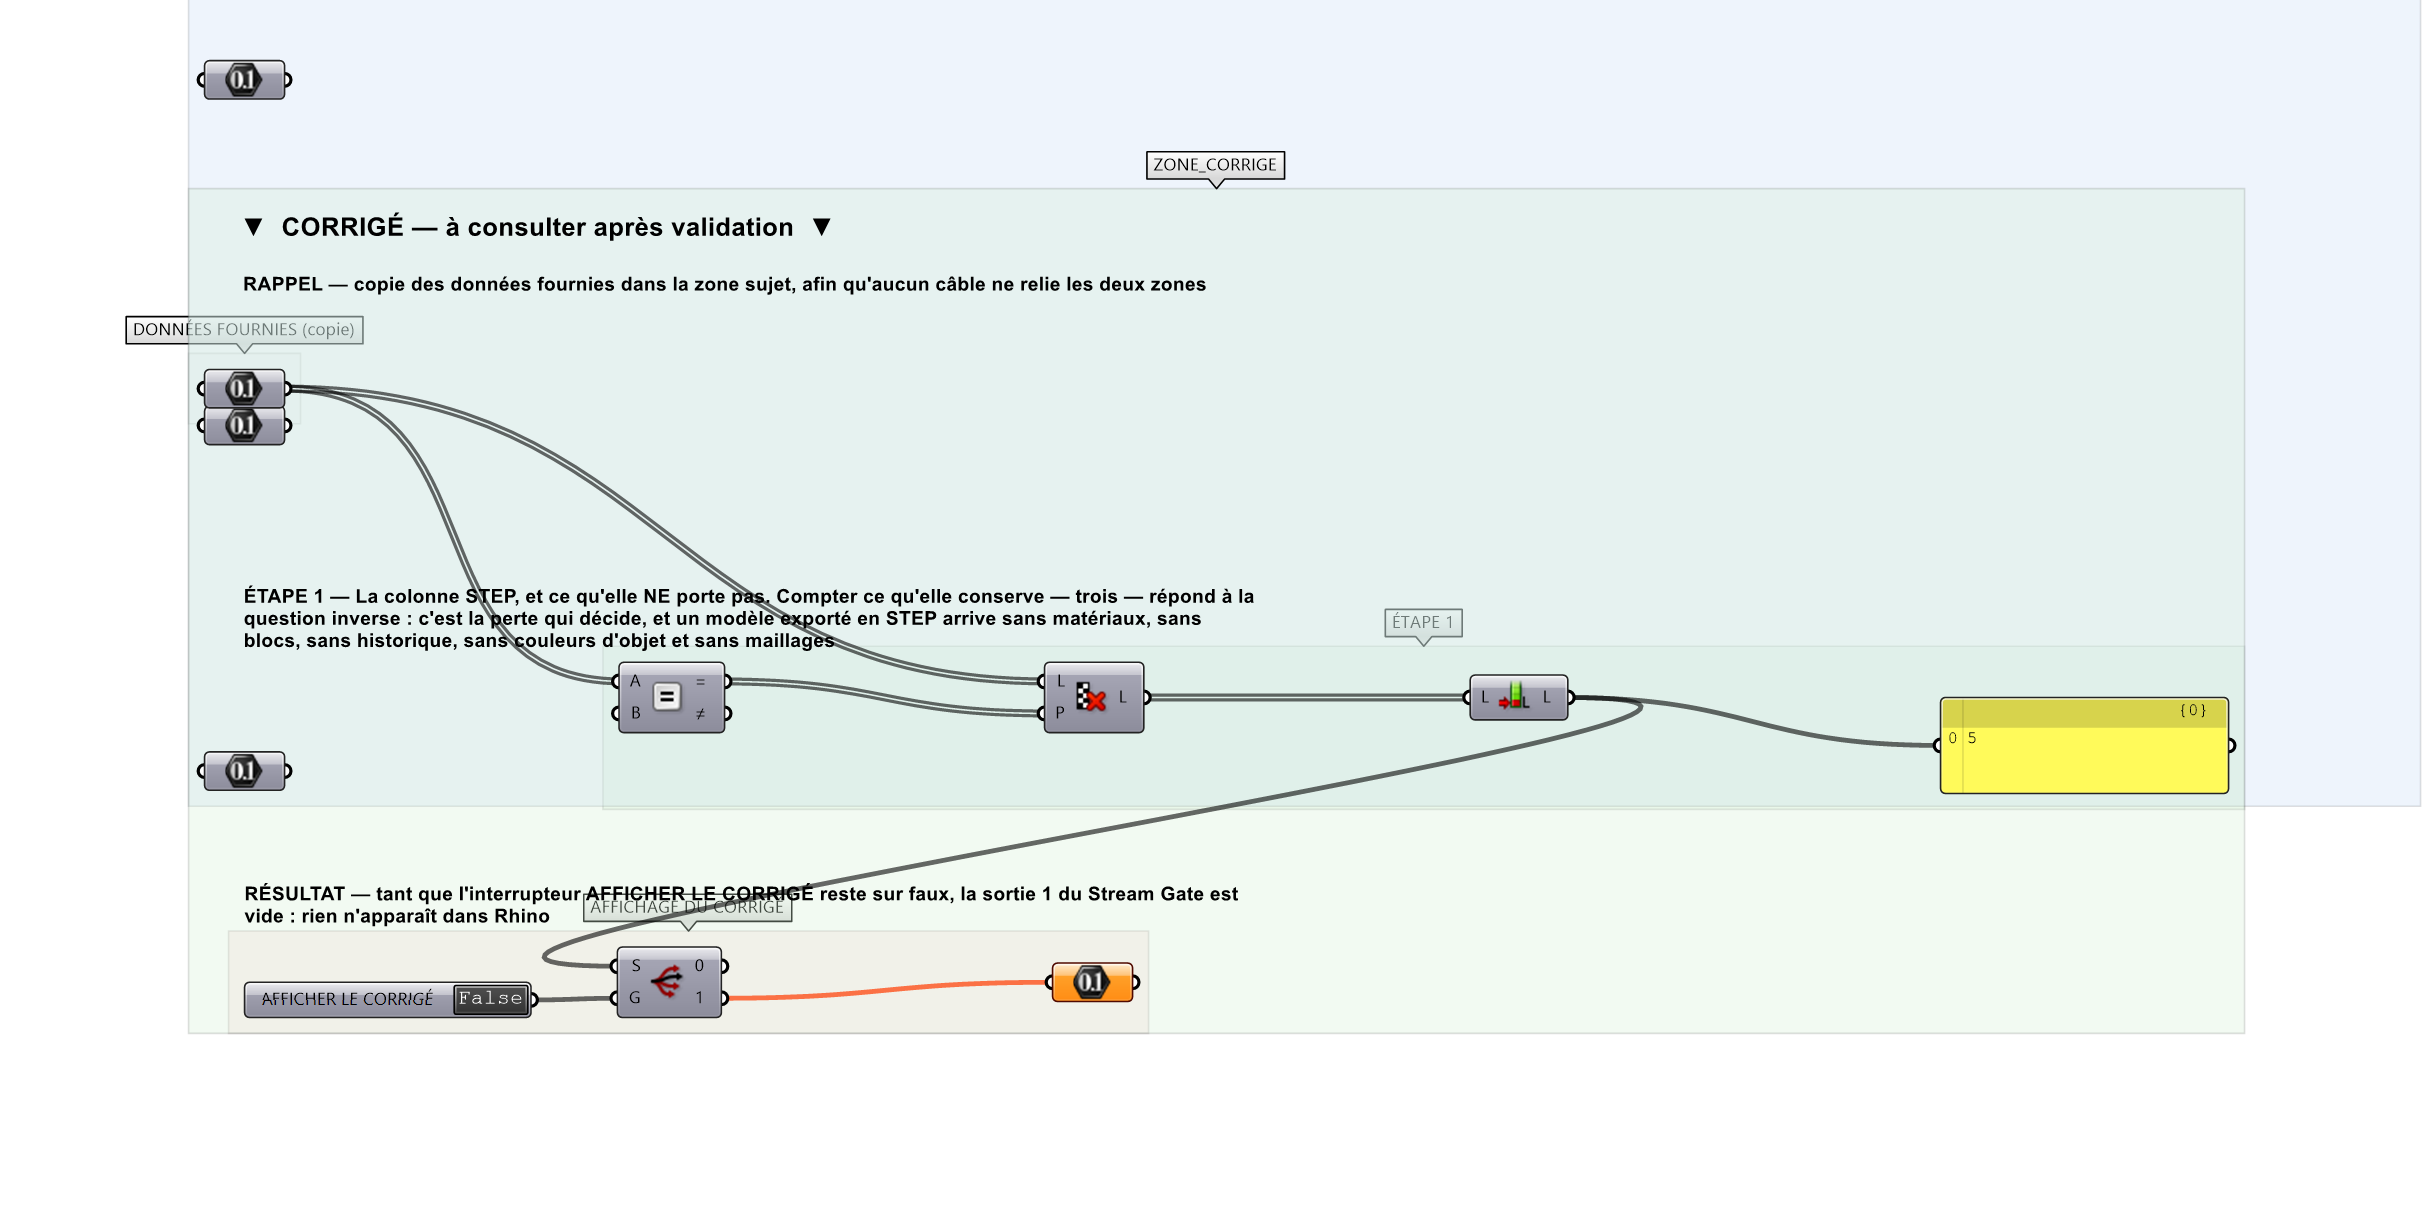 0.1
ZONE_CORRIGE
▼ CORRIGÉ — à consulter après validation ▼
RAPPEL — copie des données fournies dans la zone sujet, afin qu'aucun câble ne relie les deux zones
DONNÉES FOURNIES (copie)
0.1
0.1
ÉTAPE 1 — La colonne STEP, et ce qu'elle NE porte pas. Compter ce qu'elle conserve — trois — répond à la
question inverse : c'est la perte qui décide, et un modèle exporté en STEP arrive sans matériaux, sans
blocs, sans historique, sans couleurs d'objet et sans maillages
ÉTAPE 1
A =
B ≠
L L
P
L L
{0}
0 5
0.1
RÉSULTAT — tant que l'interrupteur AFFICHER LE CORRIGÉ reste sur faux, la sortie 1 du Stream Gate est
vide : rien n'apparaît dans Rhino
AFFICHAGE DU CORRIGÉ
S 0
G 1
AFFICHER LE CORRIGÉ False
0.1